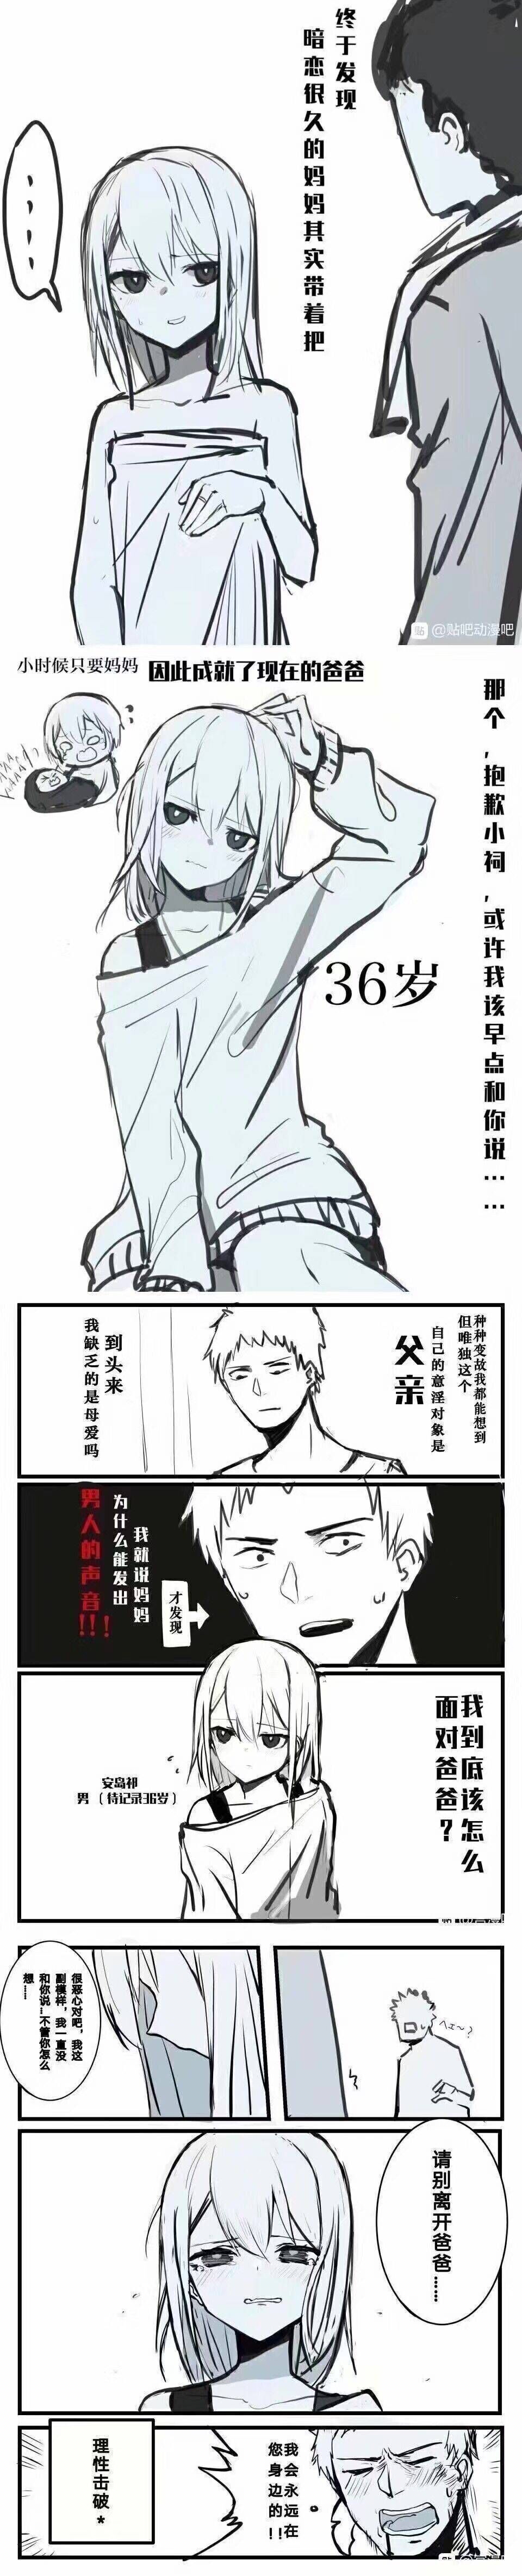 终于发现
暗恋很久的妈妈其实带着把
@贴吧动漫吧
小时候只要妈妈
因此成就了现在的爸爸
那个，抱歉小祠，或许我该早点和你说……
36岁
种种变故我都能想到
但唯独这个
自己的意淫对象是
父亲
到头来
我缺乏的是母爱吗
才发现
我就说妈妈
为什么能发出
男人的声音!!!
我到底该怎么
面对爸爸？
安岛祁
男（待记录36岁）
很恶心对吧，我这
副模样，我一直没
和你说…不管你怎么
想……
请别离开爸爸……
我会永远在
您身边的!!
理性击破*